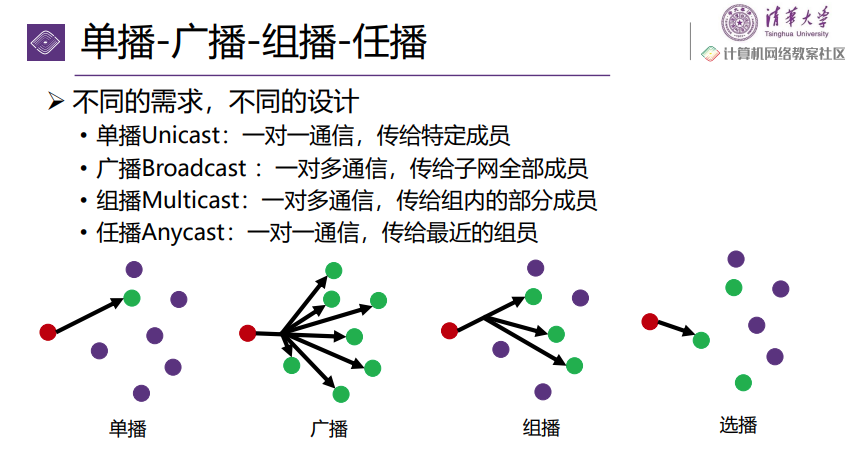 单播-广播-组播-任播
清华大学
Tsinghua University
计算机网络教案社区
不同的需求，不同的设计
• 单播Unicast：一对一通信，传给特定成员
• 广播Broadcast ：一对多通信，传给子网全部成员
• 组播Multicast：一对多通信，传给组内的部分成员
• 任播Anycast：一对一通信，传给最近的组员
单播
广播
组播
选播